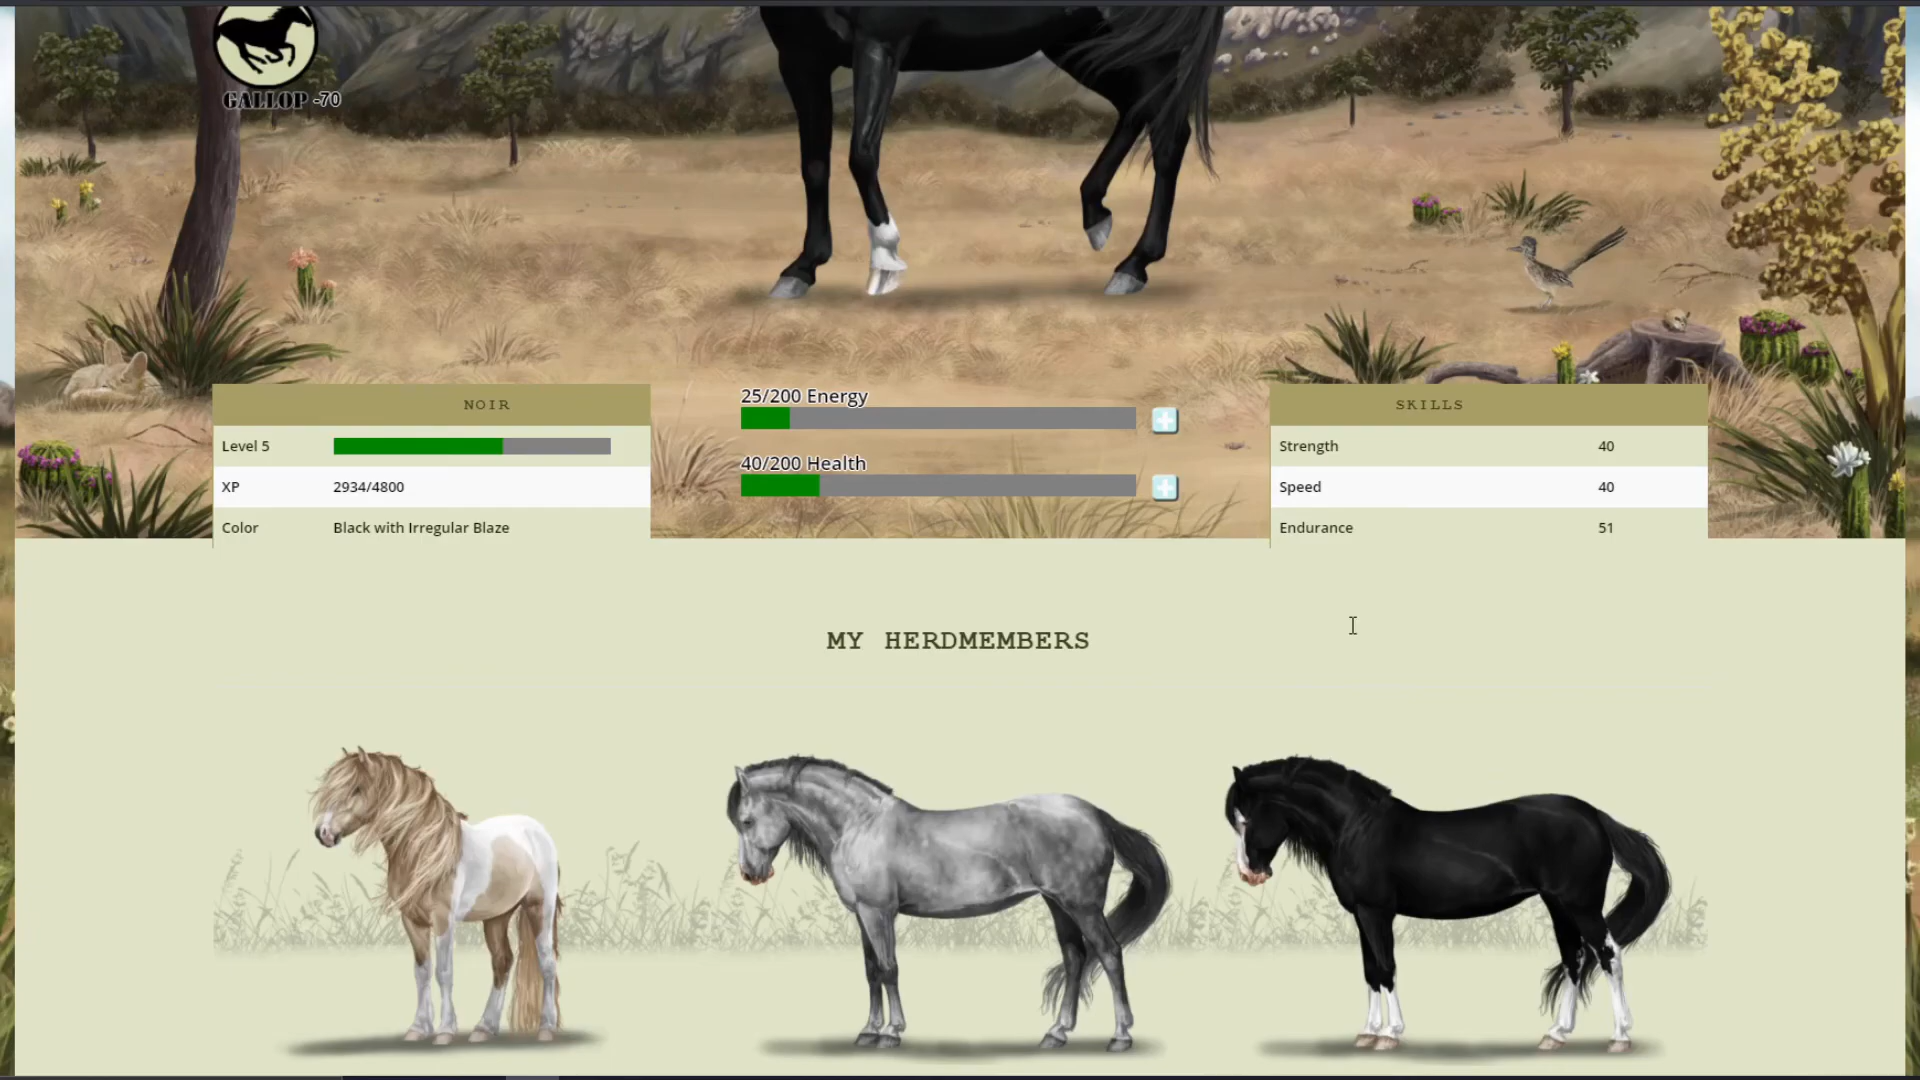 GALLOP -70
NOIR
Level 5
XP 2934/4800
Color Black with Irregular Blaze
25/200 Energy
40/200 Health
SKILLS
Strength 40
Speed 40
Endurance 51
MY HERDMEMBERS